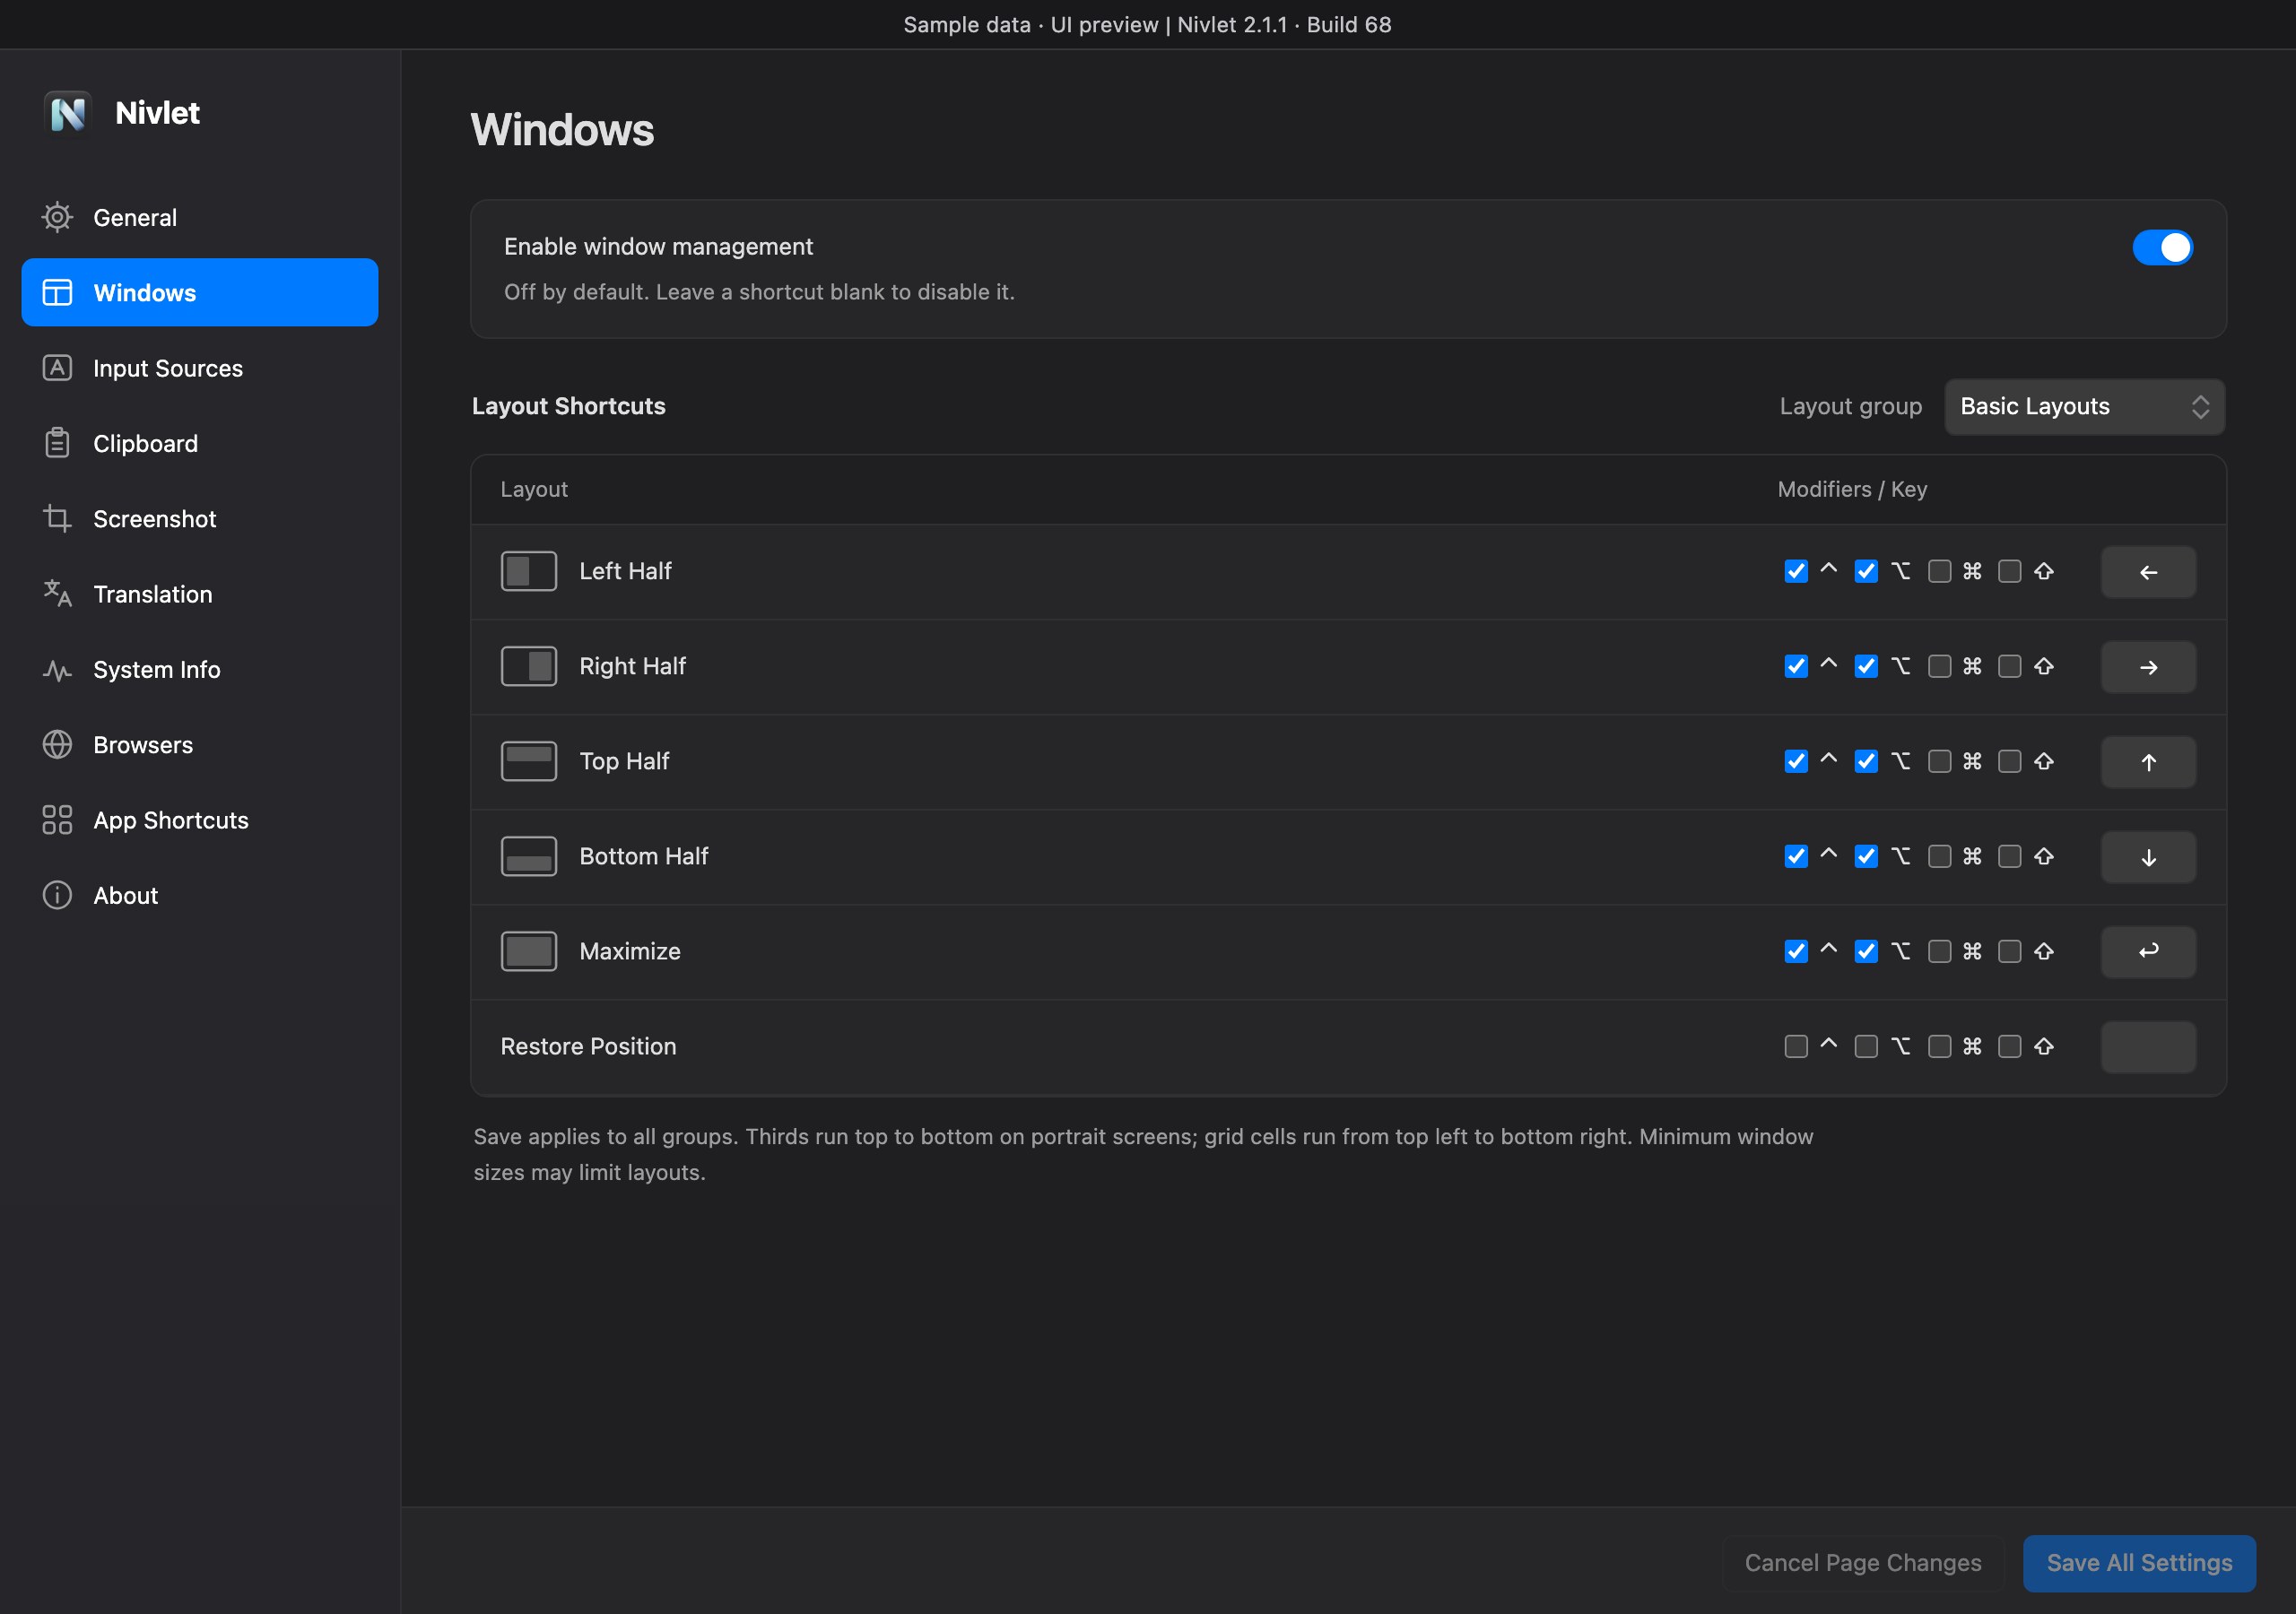 Sample data · UI preview | Nivlet 2.1.1 · Build 68
Nivlet
General
Windows
Input Sources
Clipboard
Screenshot
Translation
System Info
Browsers
App Shortcuts
About
Windows
Enable window management
Off by default. Leave a shortcut blank to disable it.
Layout Shortcuts
Layout group
Basic Layouts
Layout
Modifiers / Key
Left Half ^ ⌥ ⌘ ⇧ ←
Right Half ^ ⌥ ⌘ ⇧ →
Top Half ^ ⌥ ⌘ ⇧ ↑
Bottom Half ^ ⌥ ⌘ ⇧ ↓
Maximize ^ ⌥ ⌘ ⇧ ↩
Restore Position ^ ⌥ ⌘ ⇧
Save applies to all groups. Thirds run top to bottom on portrait screens; grid cells run from top left to bottom right. Minimum window
sizes may limit layouts.
Cancel Page Changes
Save All Settings